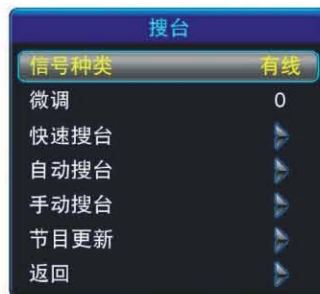 搜台
信号种类 有线
微调 0
快速搜台
自动搜台
手动搜台
节目更新
返回